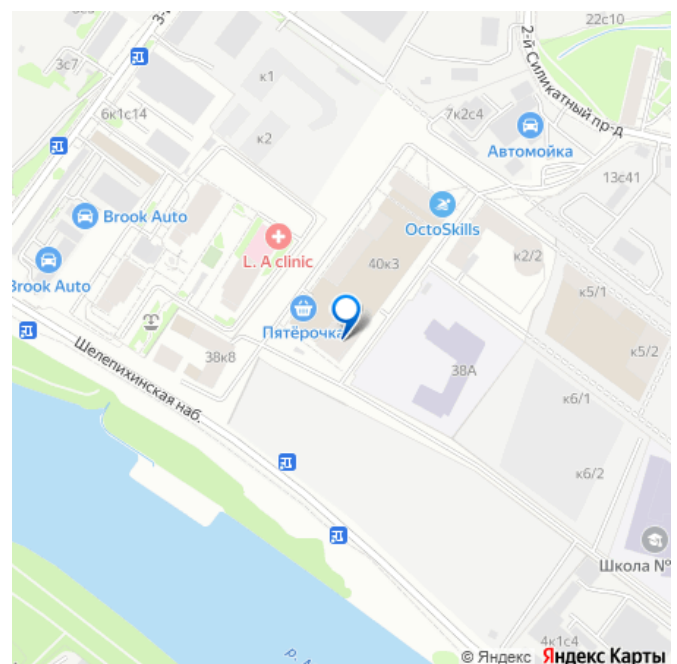 22с10
3с7
к1
6к1с14
7к2с4
2-й Силикатный пр-д
к2
Автомойка
13с41
Brook Auto
OctoSkills
L. A clinic
к2/2
40к3
Brook Auto
к5/1
Пятёрочка
38к8
к5/2
Шелепихинская наб.
38А
к6/1
к6/2
Школа №
4к1с4
© Яндекс Яндекс Карты